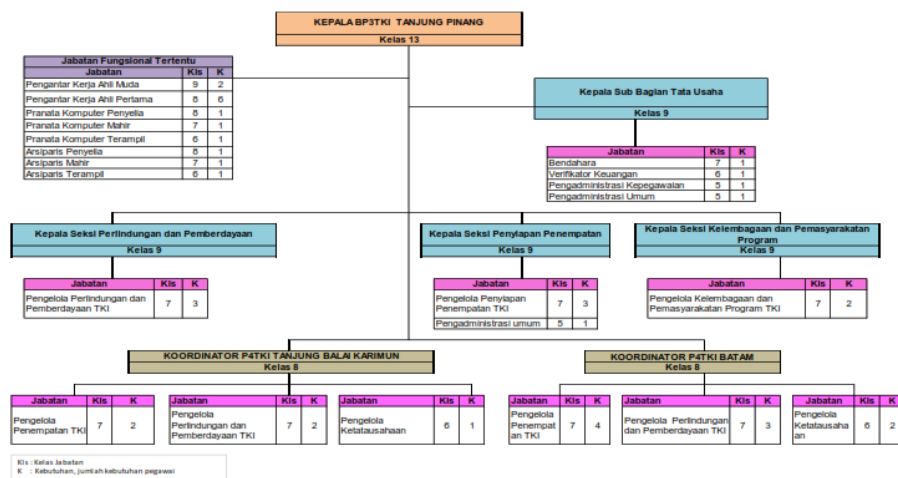 KEPALA BP3TKI TANJUNG PINANG
Kelas 13
Jabatan Fungsional Tertentu
Jabatan Kls K
Pengantar Kerja Ahli Muda 9 2
Pengantar Kerja Ahli Pertama 8 6
Pranata Komputer Penyelia 8 1
Pranata Komputer Mahir 7 1
Pranata Komputer Terampil 6 1
Arsiparis Penyelia 8 1
Arsiparis Mahir 7 1
Arsiparis Terampil 6 1
Kepala Sub Bagian Tata Usaha
Kelas 9
Jabatan Kls K
Bendahara 7 1
Verifikator Keuangan 6 1
Pengadministrasi Kepegawaian 5 1
Pengadministrasi Umum 5 1
Kepala Seksi Perlindungan dan Pemberdayaan
Kelas 9
Jabatan Kls K
Pengelola Perlindungan dan
Pemberdayaan TKI 7 3
Kepala Seksi Penyiapan Penempatan
Kelas 9
Jabatan Kls K
Pengelola Penyiapan
Penempatan TKI 7 3
Pengadministrasi umum 5 1
Kepala Seksi Kelembagaan dan Pemasyarakatan
Program
Kelas 9
Jabatan Kls K
Pengelola Kelembagaan dan
Pemasyarakatan Program TKI 7 2
KOORDINATOR P4TKI TANJUNG BALAI KARIMUN
Kelas 8
Jabatan Kls K
Pengelola
Penempatan TKI 7 2
Jabatan Kls K
Pengelola
Perlindungan dan
Pemberdayaan TKI 7 2
Jabatan Kls K
Pengelola
Ketatausahaan 6 1
KOORDINATOR P4TKI BATAM
Kelas 8
Jabatan Kls K
Pengelola
Penempat
an TKI 7 4
Jabatan Kls K
Pengelola Perlindungan
dan Pemberdayaan TKI 7 3
Jabatan Kls K
Pengelola
Ketatausaha
an 6 2
Kls : Kelas Jabatan
K : Kebutuhan, jumlah kebutuhan pegawai